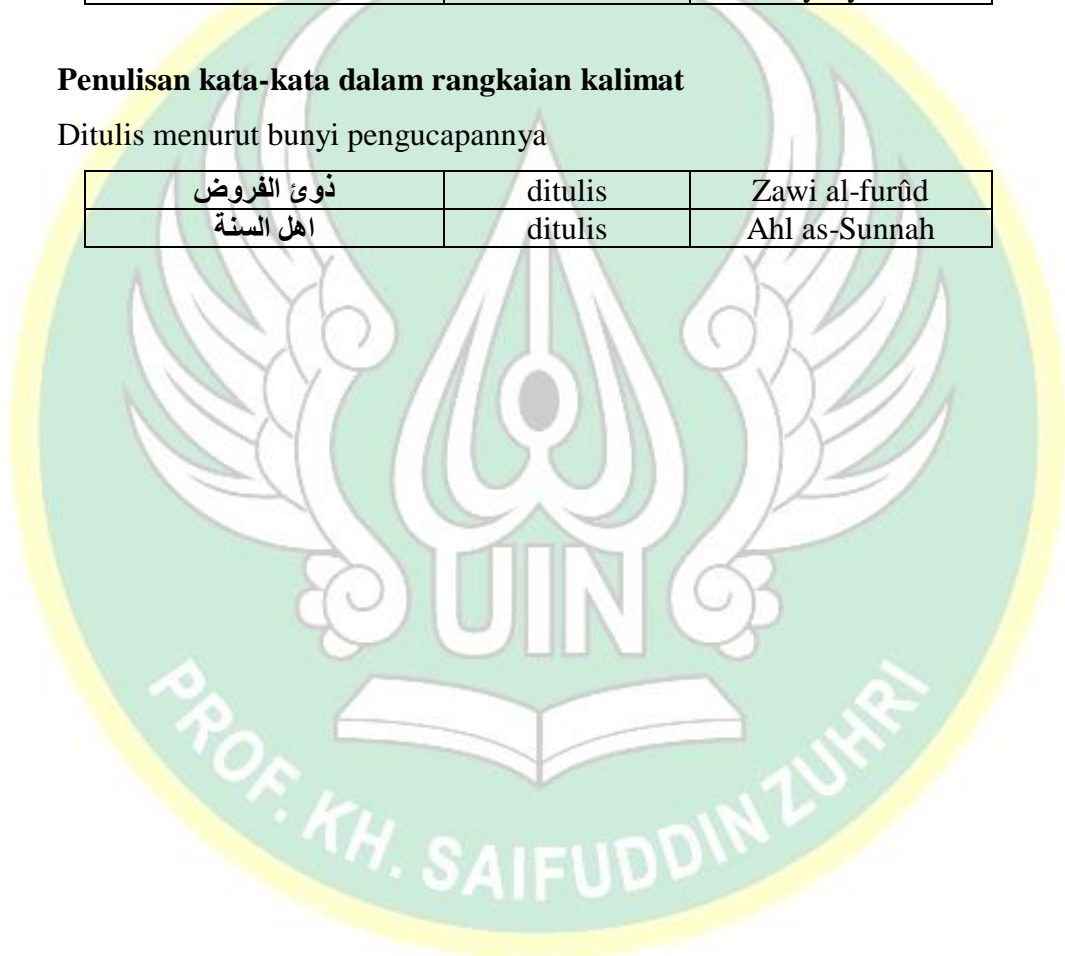 Penulisan kata-kata dalam rangkaian kalimat
Ditulis menurut bunyi pengucapannya
ذوئ الفروض ditulis Zawi al-furûd
اهل السنة ditulis Ahl as-Sunnah
UIN
PROF. KH. SAIFUDDIN ZUHRI